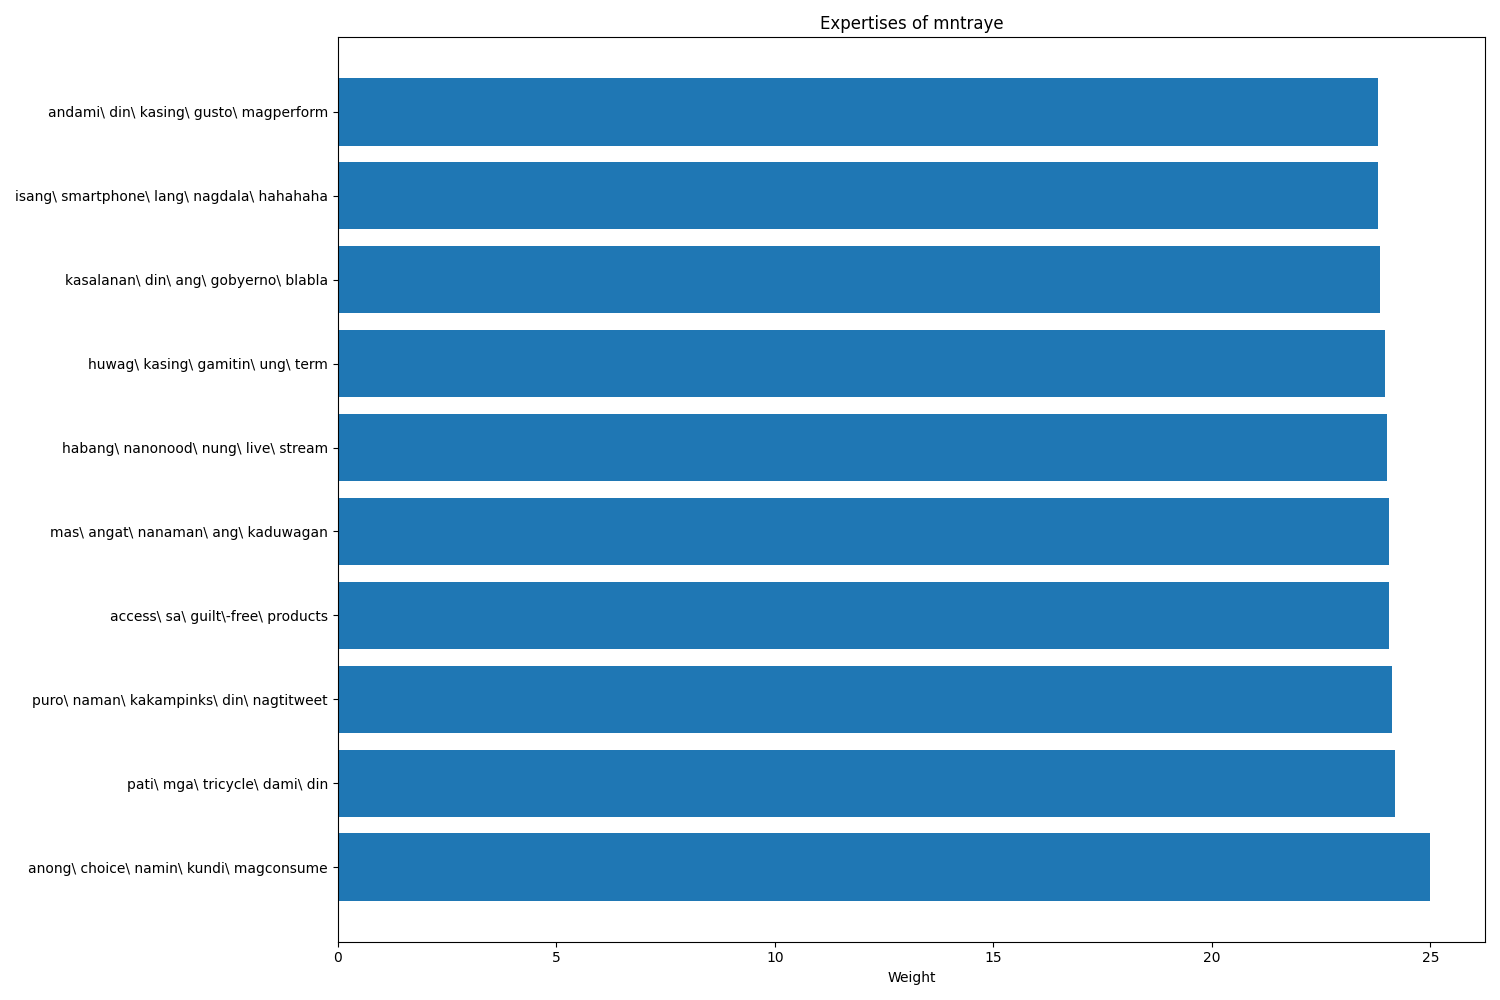 Expertises of mntraye
andami\ din\ kasing\ gusto\ magperform
isang\ smartphone\ lang\ nagdala\ hahahaha
kasalanan\ din\ ang\ gobyerno\ blabla
huwag\ kasing\ gamitin\ ung\ term
habang\ nanonood\ nung\ live\ stream
mas\ angat\ nanaman\ ang\ kaduwagan
access\ sa\ guilt\-free\ products
puro\ naman\ kakampinks\ din\ nagtitweet
pati\ mga\ tricycle\ dami\ din
anong\ choice\ namin\ kundi\ magconsume
0 5 10 15 20 25
Weight